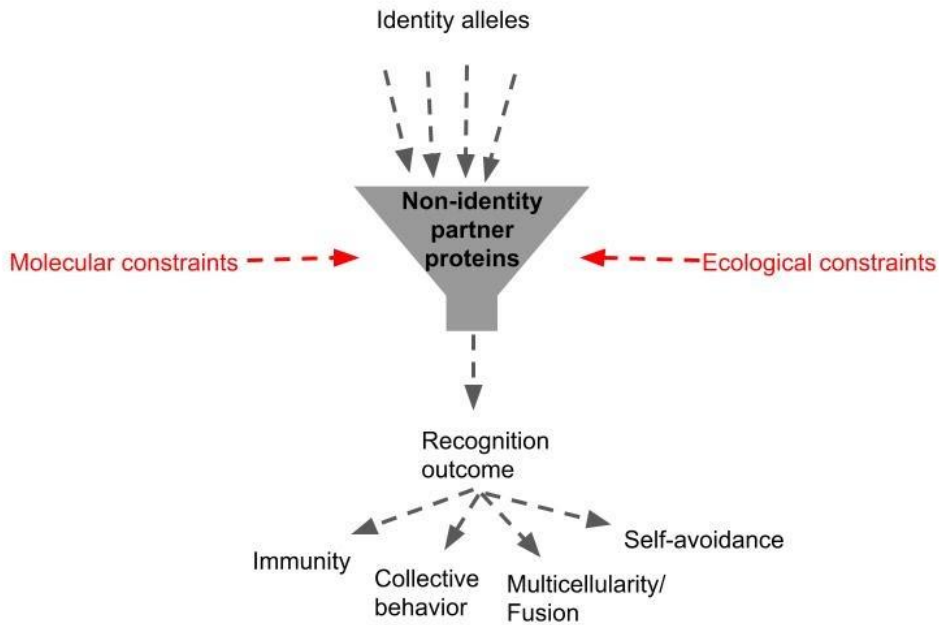 Identity alleles
Non-identity
partner
proteins
Molecular constraints
Ecological constraints
Recognition
outcome
Immunity
Collective
behavior
Multicellularity/
Fusion
Self-avoidance